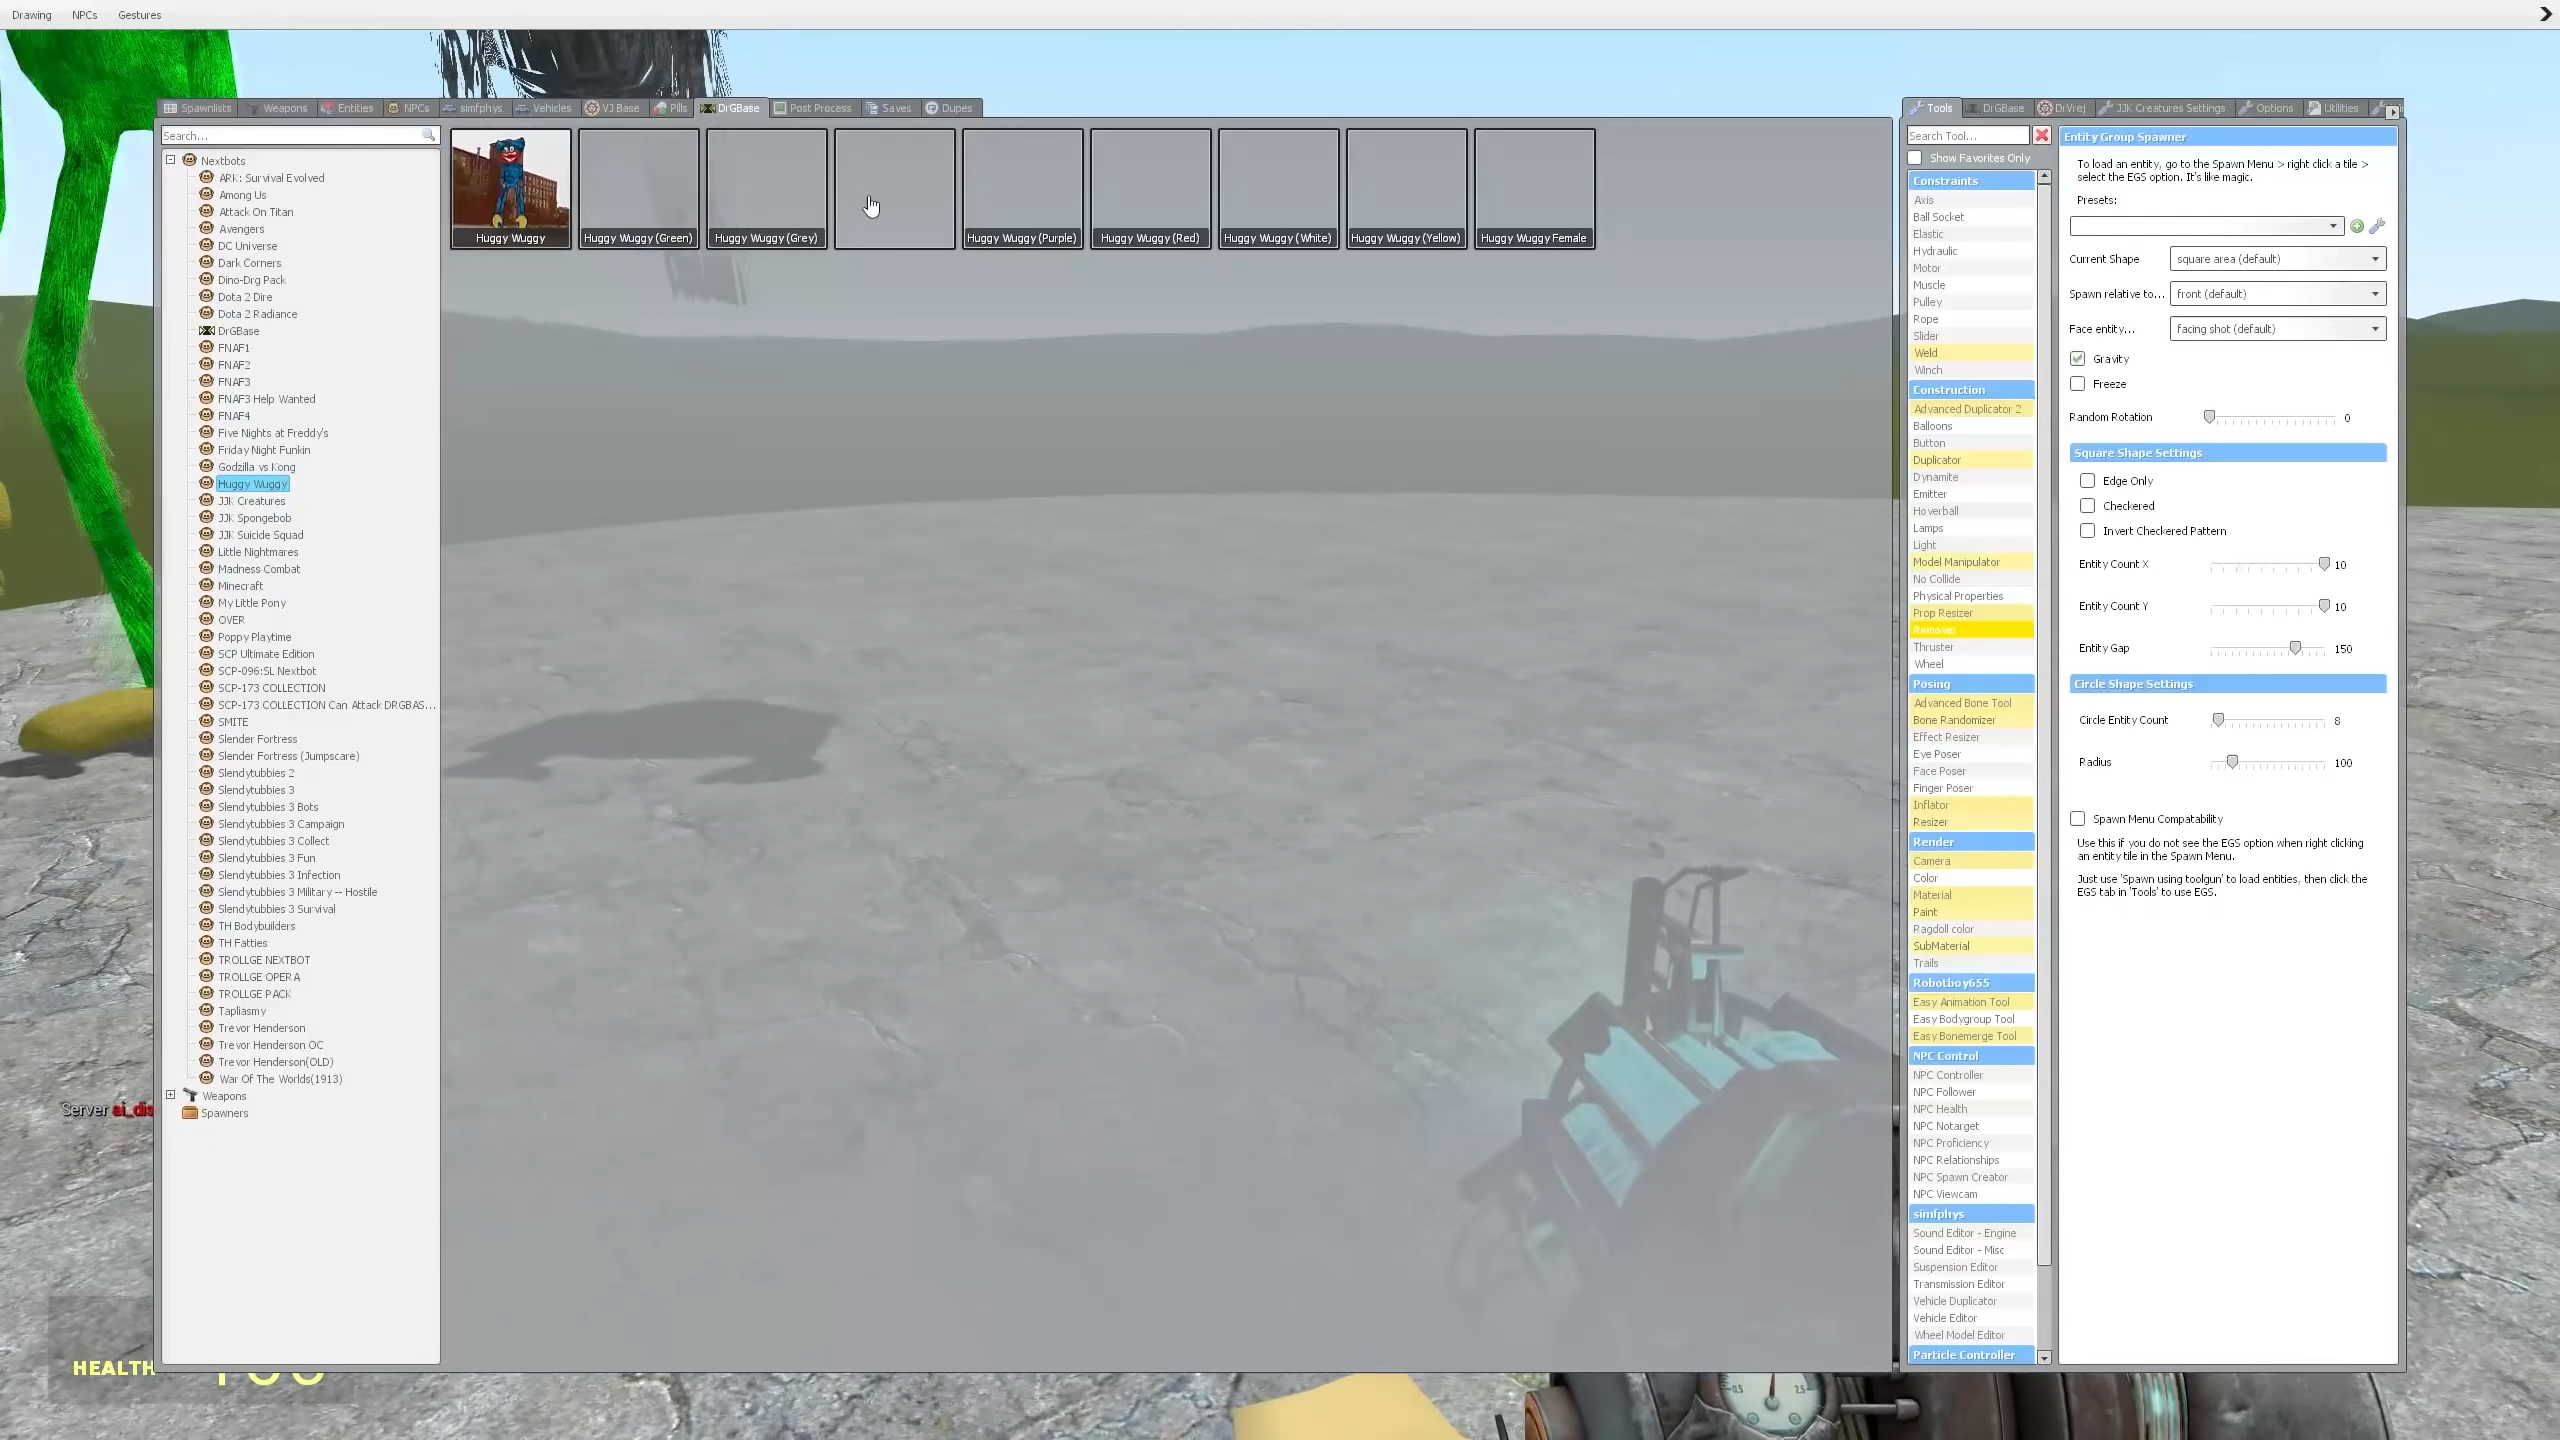 Drawing NPCs Gestures
Spawnlists Weapons Entities NPCs simfphys Vehicles VJ Base Pills DrGBase Post Process Saves Dupes
Search...
Nextbots
ARK: Survival Evolved
Among Us
Attack On Titan
Avengers
DC Universe
Dark Corners
Dino-Drg Pack
Dota 2 Dire
Dota 2 Radiance
DrGBase
FNAF1
FNAF2
FNAF3
FNAF3 Help Wanted
FNAF4
Five Nights at Freddy's
Friday Night Funkin
Godzilla vs Kong
Huggy Wuggy
JJK Creatures
JJK Spongebob
JJK Suicide Squad
Little Nightmares
Madness Combat
Minecraft
My Little Pony
OVER
Poppy Playtime
SCP Ultimate Edition
SCP-096:SL Nextbot
SCP-173 COLLECTION
SCP-173 COLLECTION Can Attack DRGBAS...
SMITE
Slender Fortress
Slender Fortress (Jumpscare)
Slendytubbies 2
Slendytubbies 3
Slendytubbies 3 Bots
Slendytubbies 3 Campaign
Slendytubbies 3 Collect
Slendytubbies 3 Fun
Slendytubbies 3 Infection
Slendytubbies 3 Military -- Hostile
Slendytubbies 3 Survival
TH Bodybuilders
TH Fatties
TROLLGE NEXTBOT
TROLLGE OPERA
TROLLGE PACK
Tapliasmy
Trevor Henderson
Trevor Henderson OC
Trevor Henderson(OLD)
War Of The Worlds(1913)
Weapons
Spawners
Huggy Wuggy
Huggy Wuggy (Green)
Huggy Wuggy (Grey)
Huggy Wuggy (Purple)
Huggy Wuggy (Red)
Huggy Wuggy (White)
Huggy Wuggy (Yellow)
Huggy Wuggy Female
Server
HEALTH
Tools DrGBase DrVrej JJK Creatures Settings Options Utilities
Search Tool...
Show Favorites Only
Constraints
Axis
Ball Socket
Elastic
Hydraulic
Motor
Muscle
Pulley
Rope
Slider
Weld
Winch
Construction
Advanced Duplicator 2
Balloons
Button
Duplicator
Dynamite
Emitter
Hoverball
Lamps
Light
Model Manipulator
No Collide
Physical Properties
Prop Resizer
Remover
Thruster
Wheel
Posing
Advanced Bone Tool
Bone Randomizer
Effect Resizer
Eye Poser
Face Poser
Finger Poser
Inflator
Resizer
Render
Camera
Color
Material
Paint
Ragdoll color
SubMaterial
Trails
Robotboy655
Easy Animation Tool
Easy Bodygroup Tool
Easy Bonemerge Tool
NPC Control
NPC Controller
NPC Follower
NPC Health
NPC Notarget
NPC Proficiency
NPC Relationships
NPC Spawn Creator
NPC Viewcam
simfphys
Sound Editor - Engine
Sound Editor - Misc
Suspension Editor
Transmission Editor
Vehicle Duplicator
Vehicle Editor
Wheel Model Editor
Particle Controller
Entity Group Spawner
To load an entity, go to the Spawn Menu > right click a tile >
select the EGS option. It's like magic.
Presets:
Current Shape square area (default)
Spawn relative to... front (default)
Face entity... facing shot (default)
Gravity
Freeze
Random Rotation 0
Square Shape Settings
Edge Only
Checkered
Invert Checkered Pattern
Entity Count X 10
Entity Count Y 10
Entity Gap 150
Circle Shape Settings
Circle Entity Count 8
Radius 100
Spawn Menu Compatability
Use this if you do not see the EGS option when right clicking
an entity tile in the Spawn Menu.
Just use 'Spawn using toolgun' to load entities, then click the
EGS tab in 'Tools' to use EGS.